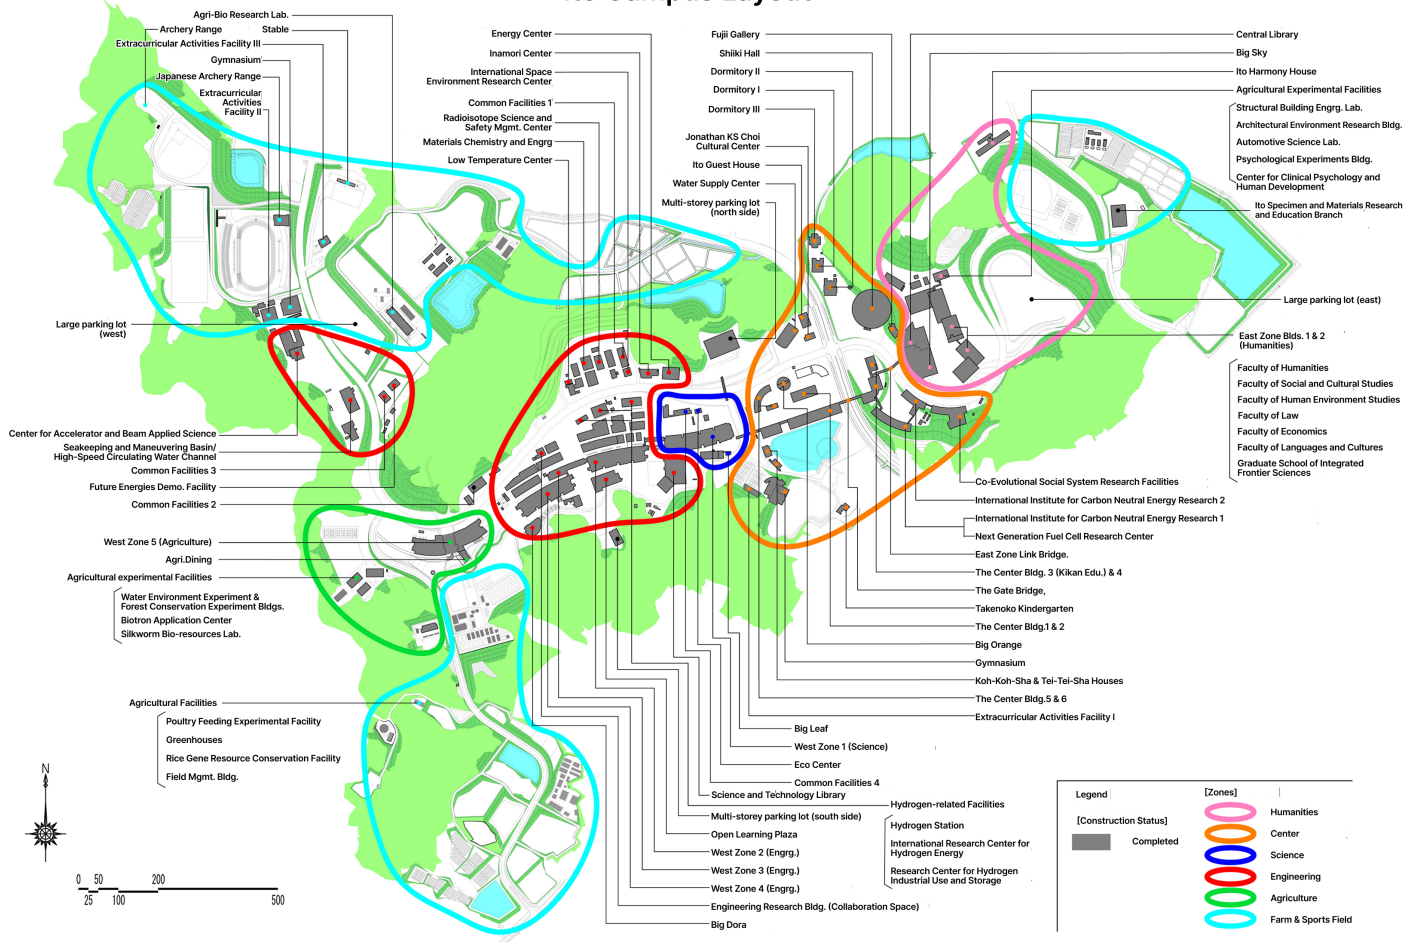 Ito Campus Layout
Agri-Bio Research Lab.
Archery Range
Stable
Extracurricular Activities Facility III
Gymnasium
Japanese Archery Range
Extracurricular
Activities
Facility II
Energy Center
Inamori Center
International Space
Environment Research Center
Common Facilities 1
Radioisotope Science and
Safety Mgmt. Center
Materials Chemistry and Engrg
Low Temperature Center
Fujii Gallery
Shiiki Hall
Dormitory II
Dormitory I
Dormitory III
Jonathan KS Choi
Cultural Center
Ito Guest House
Water Supply Center
Multi-storey parking lot
(north side)
Central Library
Big Sky
Ito Harmony House
Agricultural Experimental Facilities
Structural Building Engrg. Lab.
Architectural Environment Research Bldg.
Automotive Science Lab.
Psychological Experiments Bldg.
Center for Clinical Psychology and
Human Development
Ito Specimen and Materials Research
and Education Branch
Large parking lot (east)
East Zone Blds. 1 & 2
(Humanities)
Faculty of Humanities
Faculty of Social and Cultural Studies
Faculty of Human Environment Studies
Faculty of Law
Faculty of Economics
Faculty of Languages and Cultures
Graduate School of Integrated
Frontier Sciences
Large parking lot
(west)
Center for Accelerator and Beam Applied Science
Seakeeping and Maneuvering Basin/
High-Speed Circulating Water Channel
Common Facilities 3
Future Energies Demo. Facility
Common Facilities 2
West Zone 5 (Agriculture)
Agri.Dining
Agricultural experimental Facilities
Water Environment Experiment &
Forest Conservation Experiment Bldgs.
Biotron Application Center
Silkworm Bio-resources Lab.
Agricultural Facilities
Poultry Feeding Experimental Facility
Greenhouses
Rice Gene Resource Conservation Facility
Field Mgmt. Bldg.
Co-Evolutional Social System Research Facilities
International Institute for Carbon Neutral Energy Research 2
International Institute for Carbon Neutral Energy Research 1
Next Generation Fuel Cell Research Center
East Zone Link Bridge.
The Center Bldg. 3 (Kikan Edu.) & 4
The Gate Bridge,
Takenoko Kindergarten
The Center Bldg.1 & 2
Big Orange
Gymnasium
Koh-Koh-Sha & Tei-Tei-Sha Houses
The Center Bldg.5 & 6
Extracurricular Activities Facility I
Big Leaf
West Zone 1 (Science)
Eco Center
Common Facilities 4
Science and Technology Library
Hydrogen-related Facilities
Multi-storey parking lot (south side)
Open Learning Plaza
West Zone 2 (Engrg.)
West Zone 3 (Engrg.)
West Zone 4 (Engrg.)
Engineering Research Bldg. (Collaboration Space)
Big Dora
Hydrogen Station
International Research Center for
Hydrogen Energy
Research Center for Hydrogen
Industrial Use and Storage
N
0 50 200
25 100 500
Legend
[Construction Status]
Completed
[Zones]
Humanities
Center
Science
Engineering
Agriculture
Farm & Sports Field